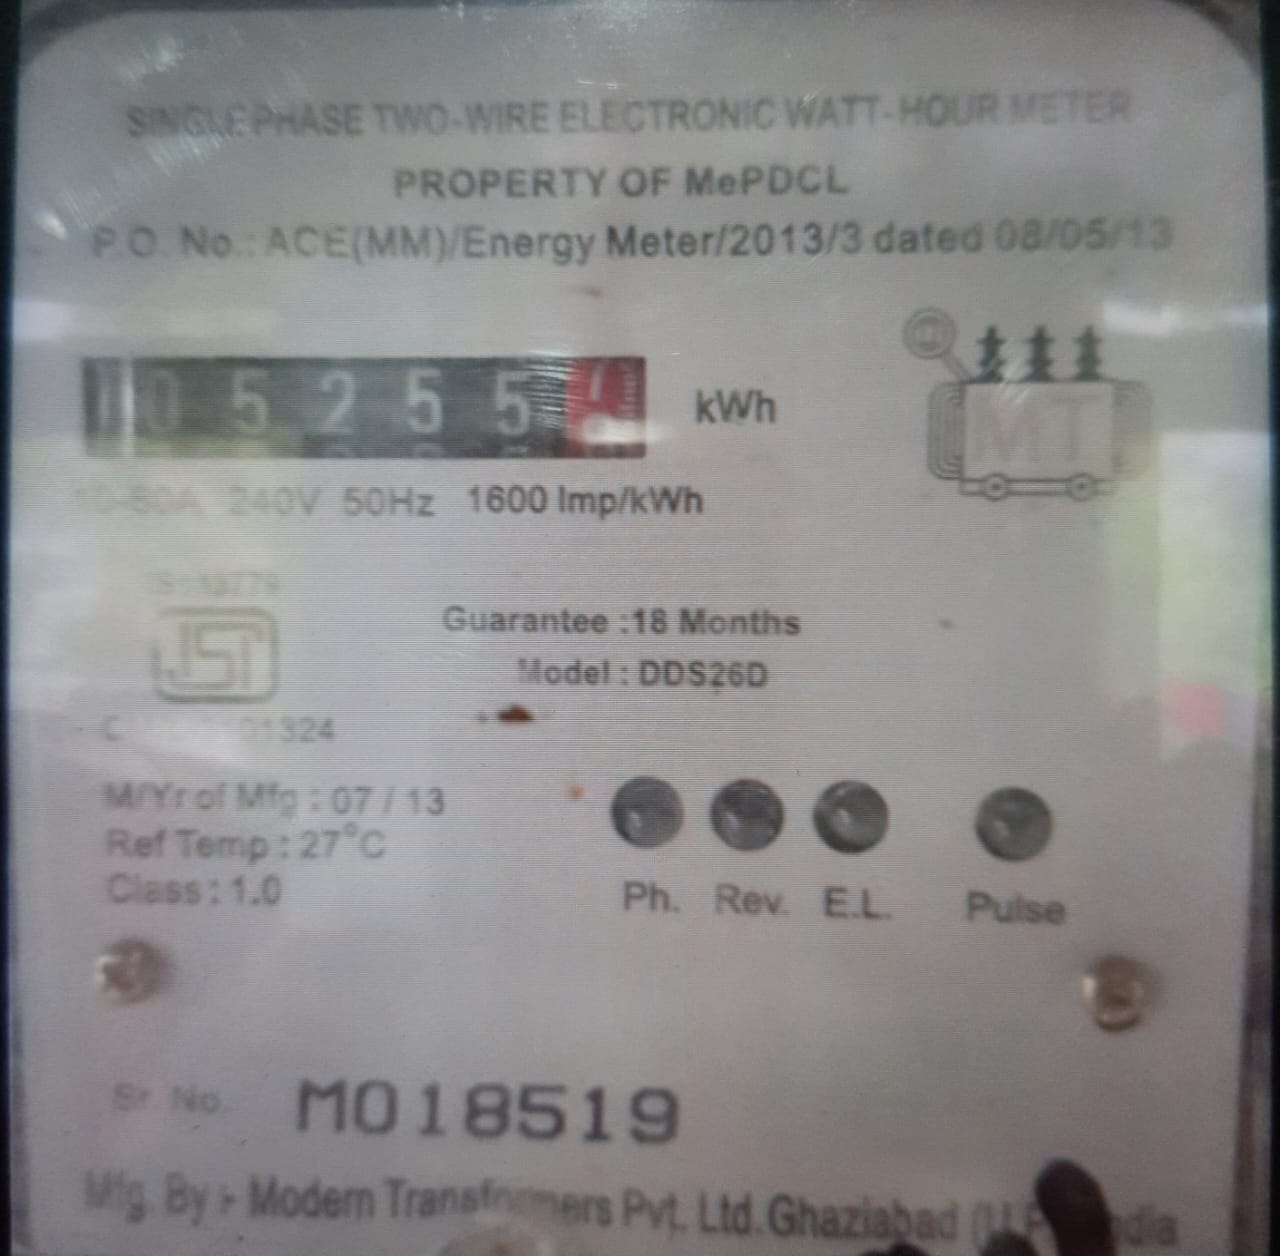 SINGLE PHASE TWO-WIRE ELECTRONIC WATT-HOUR METER
PROPERTY OF MePDCL
P.O. No.: ACE(MM)/Energy Meter/2013/3 dated 08/05/13
05255 7 kWh
MT
240V 50Hz 1600 Imp/kWh
Guarantee :18 Months
Model : DDS26D
M/Yr of Mfg : 07 / 13
Ref Temp : 27°C
Class : 1.0
Ph. Rev. E.L. Pulse
Sr. No. M018519
Mfg. By :- Modern Transformers Pvt. Ltd. Ghaziabad